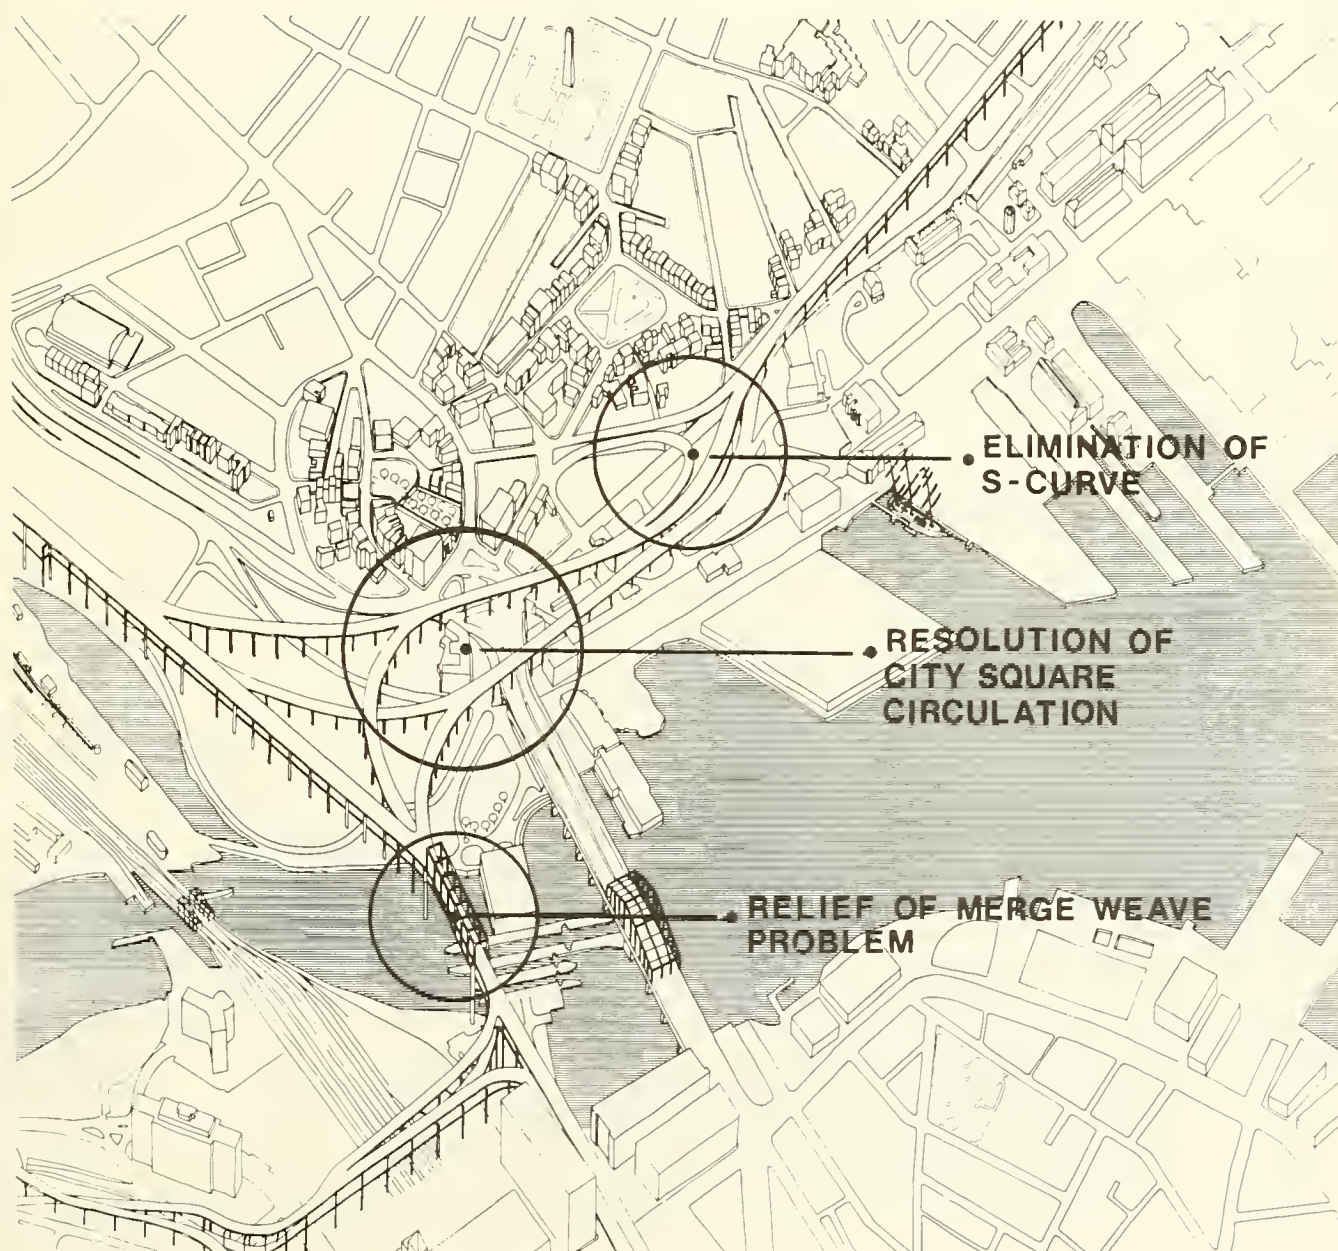 ELIMINATION OF
S-CURVE
RESOLUTION OF
CITY SQUARE
CIRCULATION
RELIEF OF MERGE WEAVE
PROBLEM